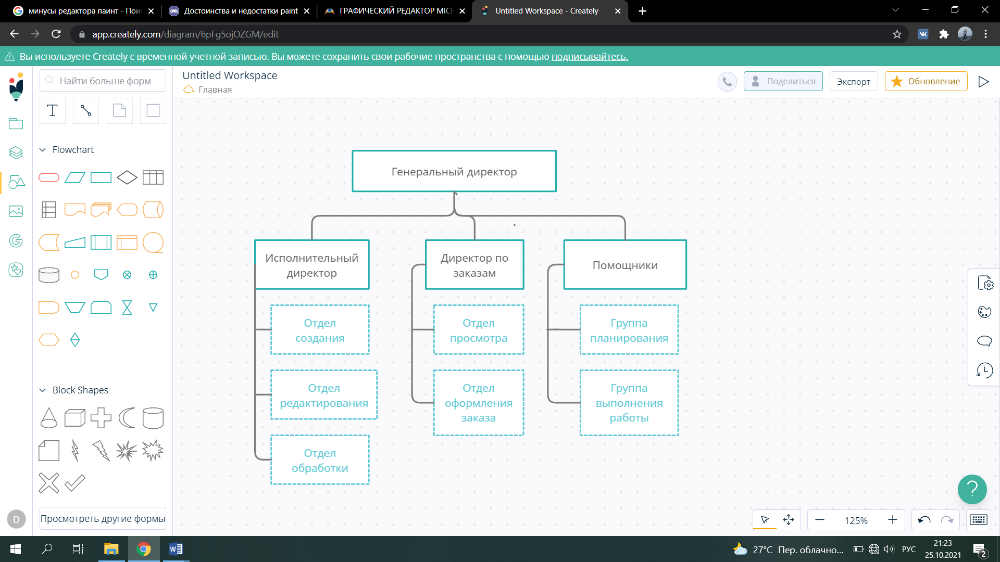 минусы редактора паинт - Пои
Достоинства и недостатки paint
ГРАФИЧЕСКИЙ РЕДАКТОР MIC
Untitled Workspace - Creately
app.creately.com/diagram/6pFg5ojOZGM/edit
Вы используете Creately с временной учетной записью. Вы можете сохранить свои рабочие пространства с помощью подписывайтесь.
Найти больше форм
Untitled Workspace
Главная
Поделиться
Экспорт
Обновление
T
Flowchart
Block Shapes
Просмотреть другие формы
D
Генеральный директор
Исполнительный
директор
Директор по
заказам
Помощники
Отдел
создания
Отдел
просмотра
Группа
планирования
Отдел
редактирования
Отдел
оформления
заказа
Группа
выполнения
работы
Отдел
обработки
?
125%
27°C Пер. облачно...
РУС
21:23
25.10.2021
2